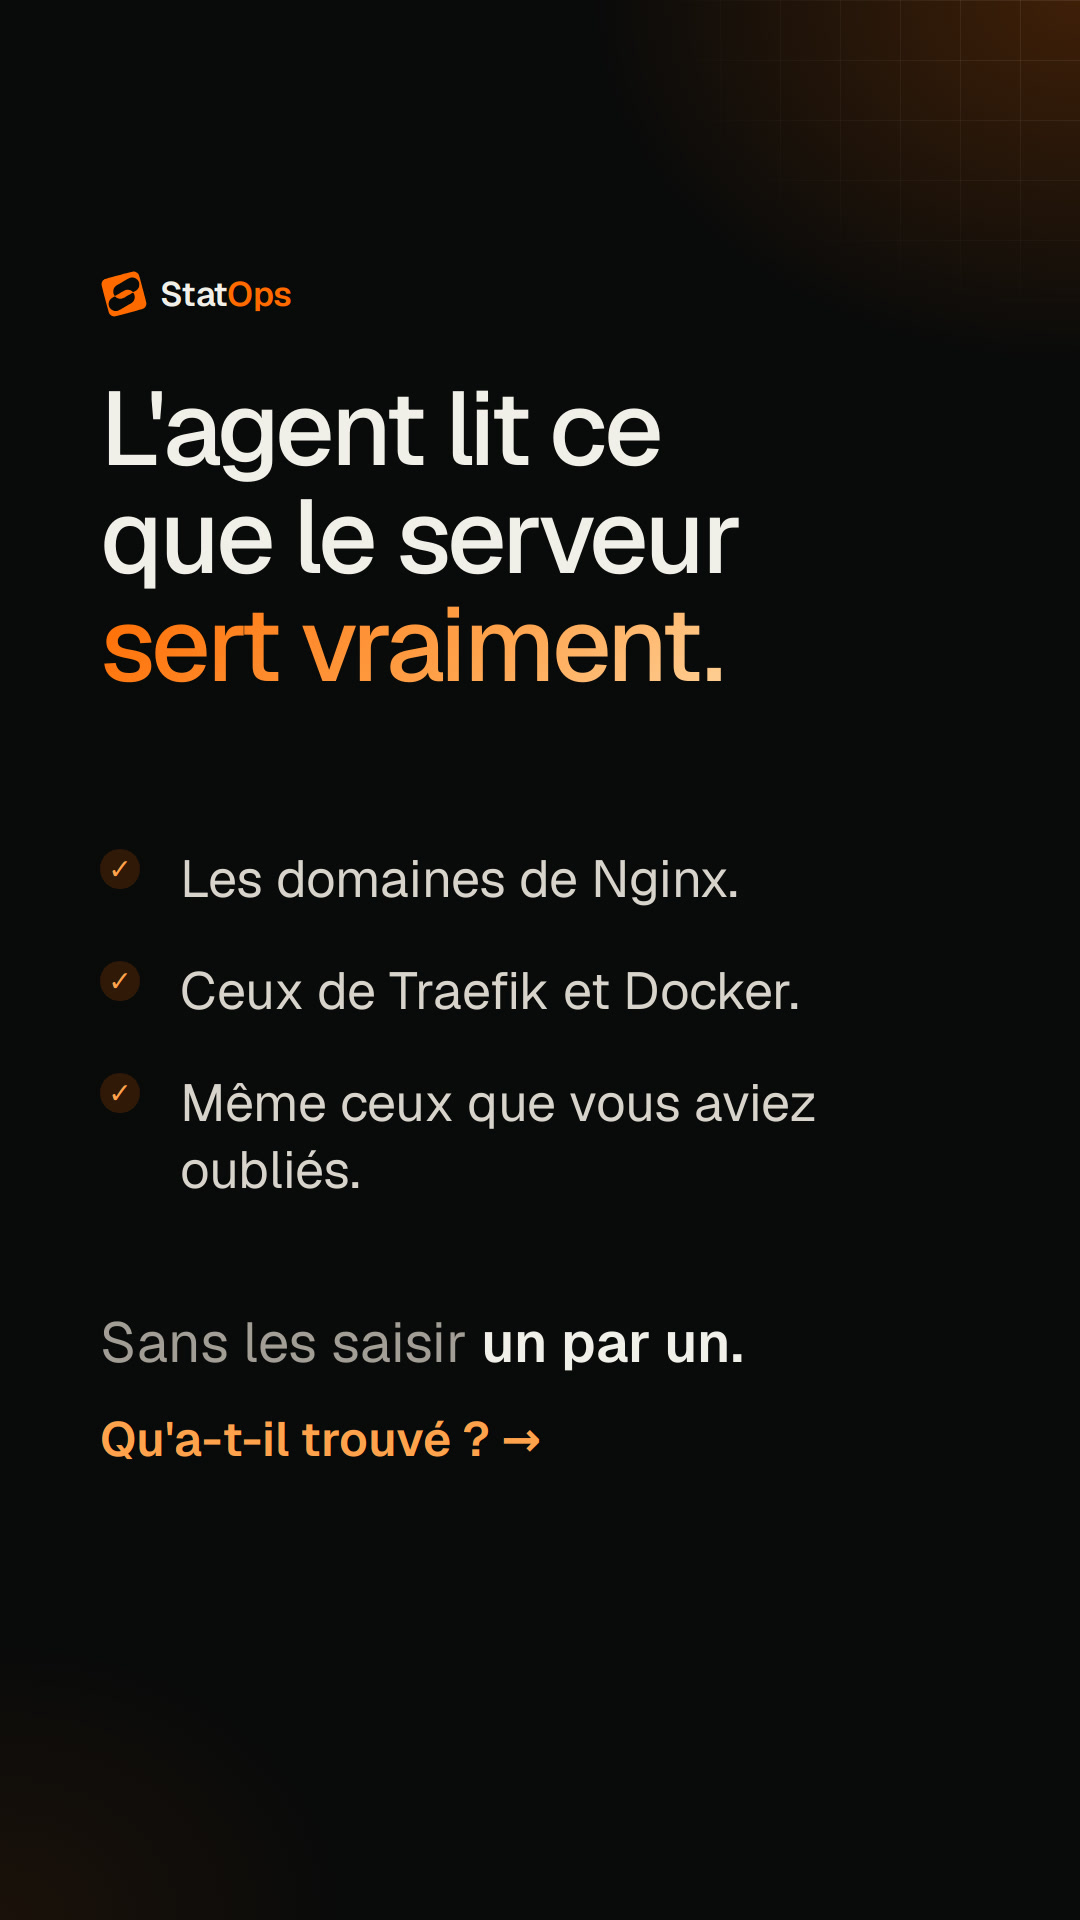 StatOps
L'agent lit ce
que le serveur
sert vraiment.
✓ Les domaines de Nginx.
✓ Ceux de Traefik et Docker.
✓ Même ceux que vous aviez
oubliés.
Sans les saisir un par un.
Qu'a-t-il trouvé ? →